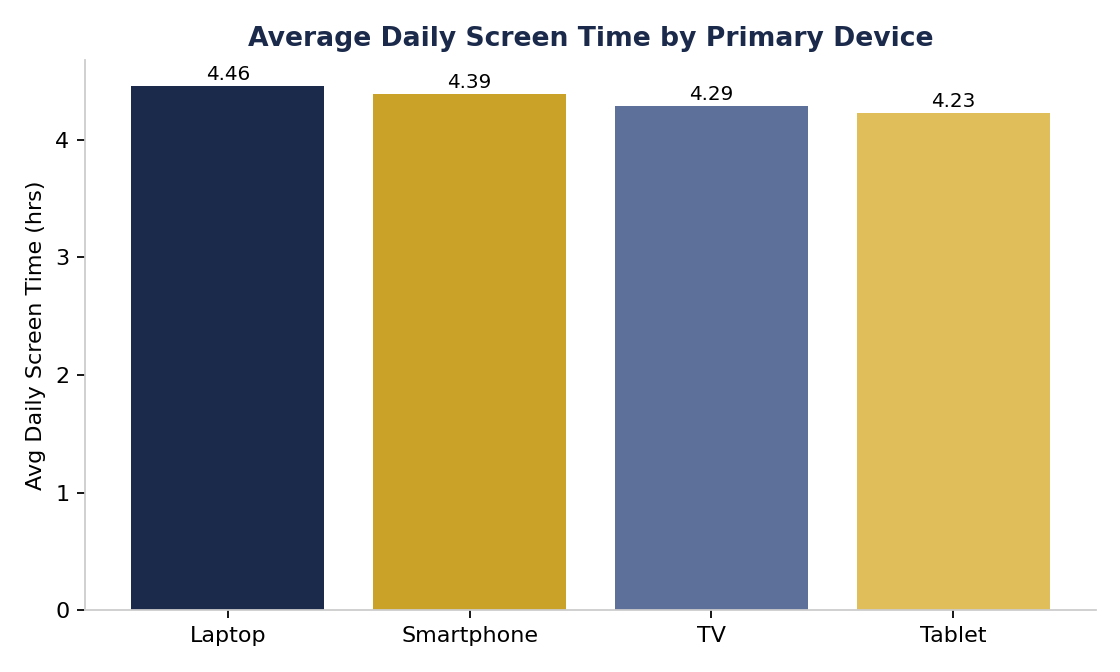 Average Daily Screen Time by Primary Device
4.46
4.39
4.29
4.23
Avg Daily Screen Time (hrs)
4
3
2
1
0
Laptop
Smartphone
TV
Tablet